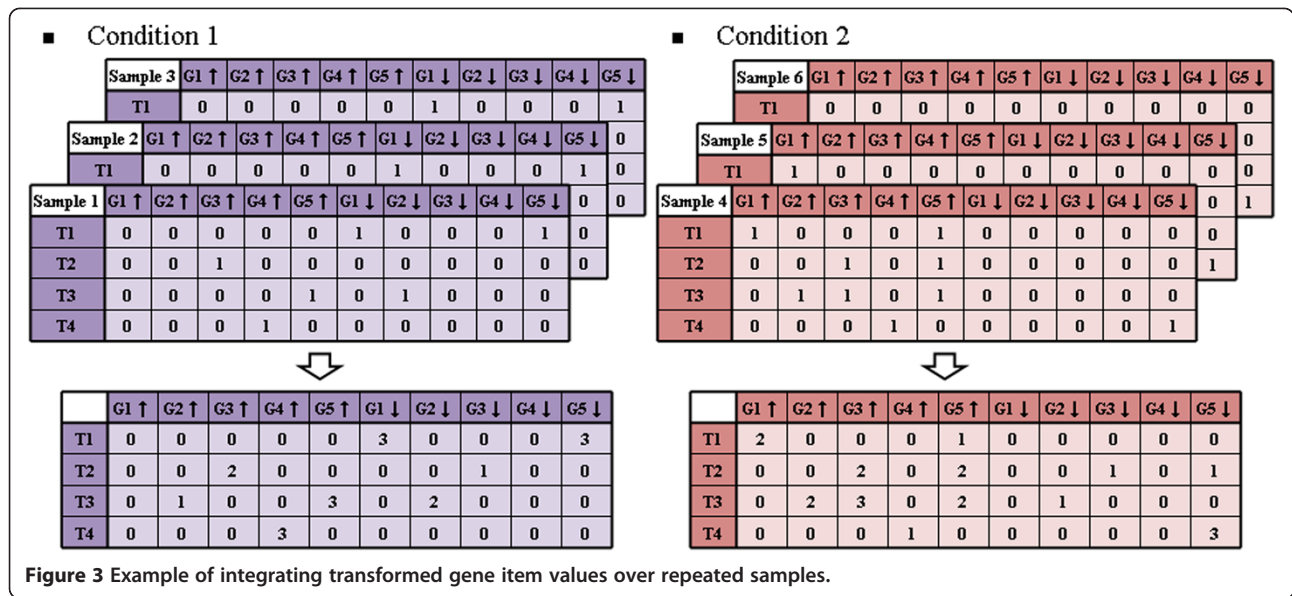 ▪ Condition 1
Sample 3 G1 ↑ G2 ↑ G3 ↑ G4 ↑ G5 ↑ G1 ↓ G2 ↓ G3 ↓ G4 ↓ G5 ↓
T1 0 0 0 0 0 1 0 0 0 1
0
0
0
Sample 2 G1 ↑ G2 ↑ G3 ↑ G4 ↑ G5 ↑ G1 ↓ G2 ↓ G3 ↓ G4 ↓ G5 ↓
T1 0 0 0 0 0 1 0 0 0 1
0
0
0
Sample 1 G1 ↑ G2 ↑ G3 ↑ G4 ↑ G5 ↑ G1 ↓ G2 ↓ G3 ↓ G4 ↓ G5 ↓
T1 0 0 0 0 0 1 0 0 0 1
T2 0 0 1 0 0 0 0 0 0 0
T3 0 0 0 0 1 0 1 0 0 0
T4 0 0 0 1 0 0 0 0 0 0
G1 ↑ G2 ↑ G3 ↑ G4 ↑ G5 ↑ G1 ↓ G2 ↓ G3 ↓ G4 ↓ G5 ↓
T1 0 0 0 0 0 3 0 0 0 3
T2 0 0 2 0 0 0 0 1 0 0
T3 0 1 0 0 3 0 2 0 0 0
T4 0 0 0 3 0 0 0 0 0 0
▪ Condition 2
Sample 6 G1 ↑ G2 ↑ G3 ↑ G4 ↑ G5 ↑ G1 ↓ G2 ↓ G3 ↓ G4 ↓ G5 ↓
T1 0 0 0 0 0 0 0 0 0 0
0
0
1
Sample 5 G1 ↑ G2 ↑ G3 ↑ G4 ↑ G5 ↑ G1 ↓ G2 ↓ G3 ↓ G4 ↓ G5 ↓
T1 1 0 0 0 0 0 0 0 0 0
0
0
1
Sample 4 G1 ↑ G2 ↑ G3 ↑ G4 ↑ G5 ↑ G1 ↓ G2 ↓ G3 ↓ G4 ↓ G5 ↓
T1 1 0 0 0 1 0 0 0 0 0
T2 0 0 1 0 1 0 0 0 0 0
T3 0 1 1 0 1 0 0 0 0 0
T4 0 0 0 1 0 0 0 0 0 1
G1 ↑ G2 ↑ G3 ↑ G4 ↑ G5 ↑ G1 ↓ G2 ↓ G3 ↓ G4 ↓ G5 ↓
T1 2 0 0 0 1 0 0 0 0 0
T2 0 0 2 0 2 0 0 1 0 1
T3 0 2 3 0 2 0 1 0 0 0
T4 0 0 0 1 0 0 0 0 0 3
Figure 3 Example of integrating transformed gene item values over repeated samples.